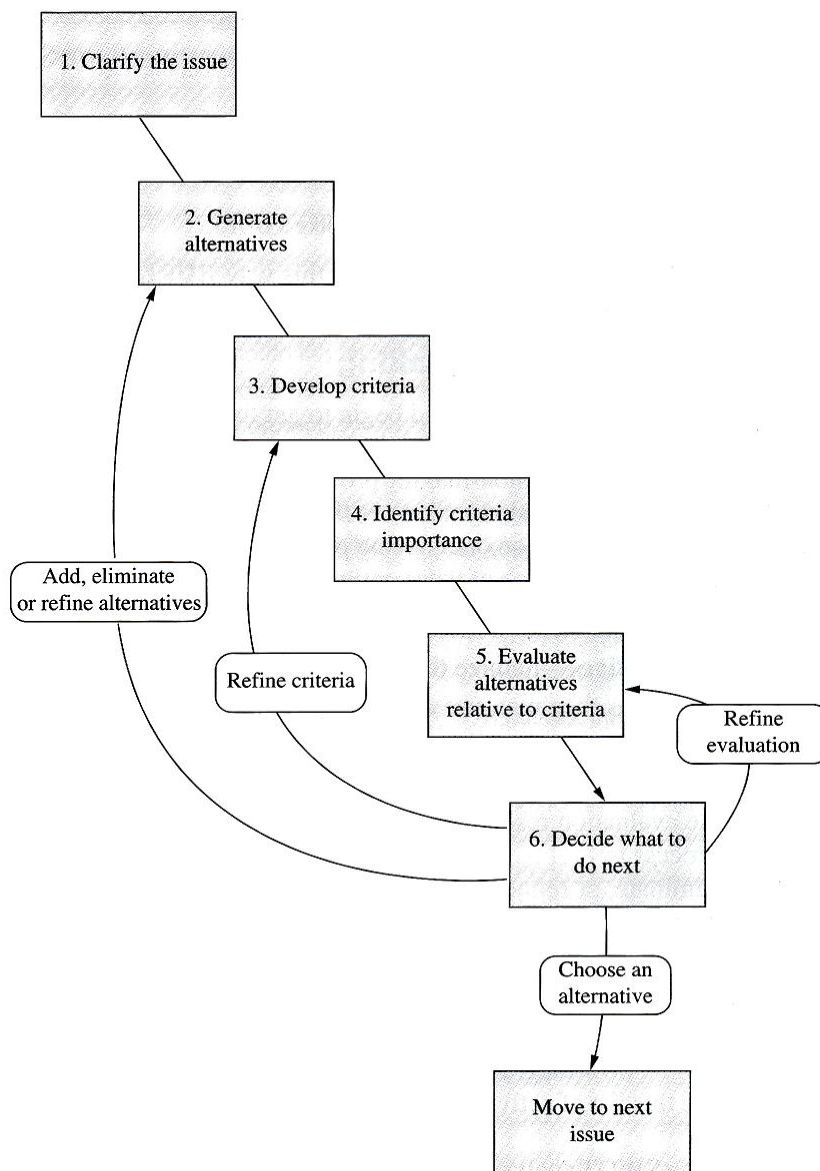 1. Clarify the issue
2. Generate
alternatives
3. Develop criteria
4. Identify criteria
importance
Add, eliminate
or refine alternatives
Refine criteria
5. Evaluate
alternatives
relative to criteria
Refine
evaluation
6. Decide what to
do next
Choose an
alternative
Move to next
issue